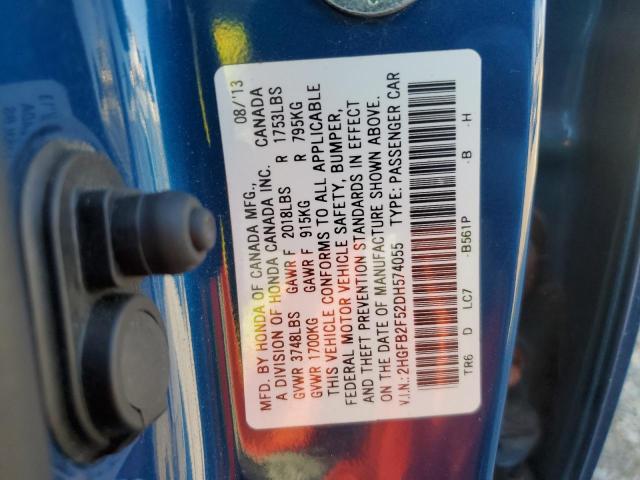 MFD. BY HONDA OF CANADA MFG., 08/'13
A DIVISION OF HONDA CANADA INC. CANADA
GVWR 3748LBS GAWR F 2018LBS R 1753LBS
GVWR 1700KG GAWR F 915KG R 795KG
THIS VEHICLE CONFORMS TO ALL APPLICABLE
FEDERAL MOTOR VEHICLE SAFETY, BUMPER,
AND THEFT PREVENTION STANDARDS IN EFFECT
ON THE DATE OF MANUFACTURE SHOWN ABOVE.
V.I.N.: 2HGFB2F52DH574055 TYPE: PASSENGER CAR
TR6 D LC7 -B561P -B -H